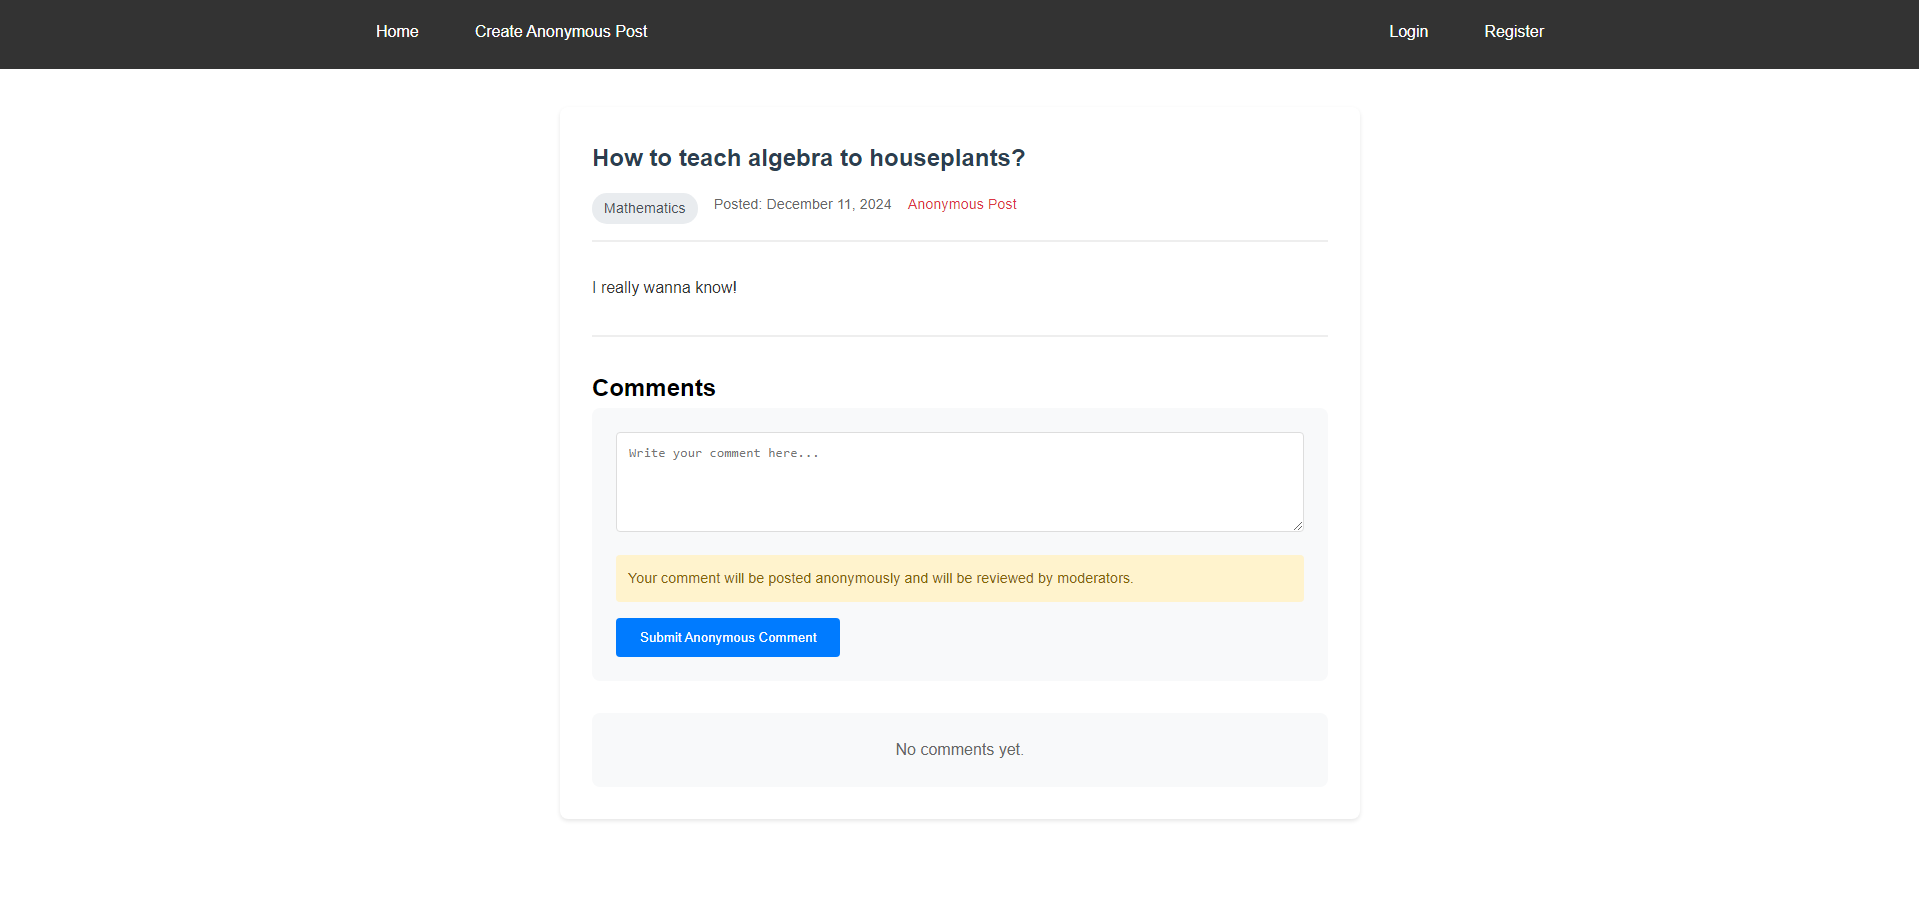 Home Create Anonymous Post Login Register
How to teach algebra to houseplants?
Mathematics Posted: December 11, 2024 Anonymous Post
I really wanna know!
Comments
Write your comment here...
Your comment will be posted anonymously and will be reviewed by moderators.
Submit Anonymous Comment
No comments yet.